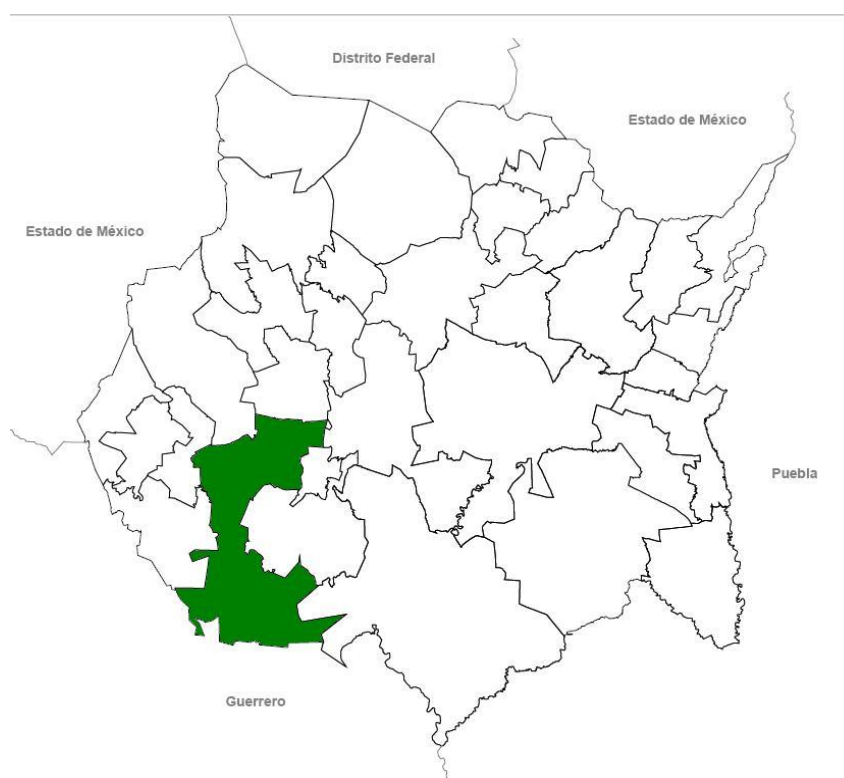 Distrito Federal
Estado de México
Estado de México
Puebla
Guerrero